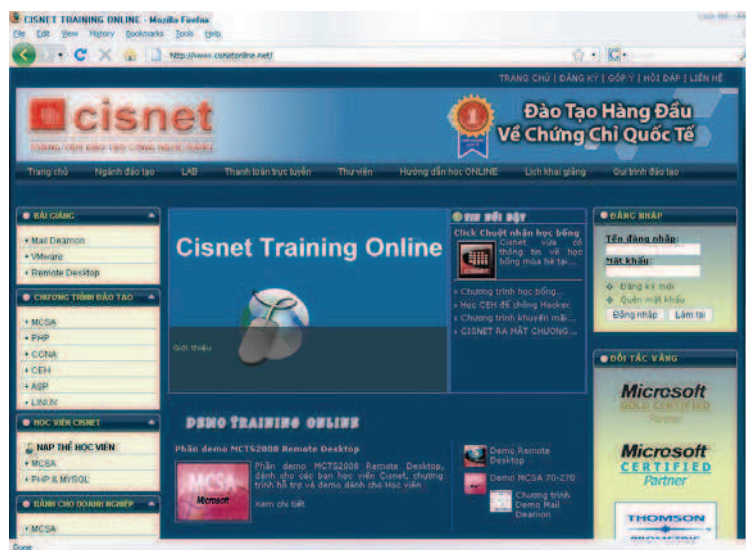 CISNET TRAINING ONLINE - Mozilla Firefox
File Edit View History Bookmarks Tools Help
http://www.cisnetonline.net/
TRANG CHỦ | ĐĂNG KÝ | GÓP Ý | HỎI ĐÁP | LIÊN HỆ
cisnet
Đào Tạo Hàng Đầu
Về Chứng Chỉ Quốc Tế
Trang chủ Ngành đào tạo LAB Thanh toán trực tuyến Thư viện Hướng dẫn học ONLINE Lịch khai giảng Qui trình đào tạo
BÀI GIẢNG
Mail Deamon
VMware
Remote Desktop
CHƯƠNG TRÌNH ĐÀO TẠO
MCSA
PHP
CCNA
CEH
ASP
LINUX
HỌC VIÊN CISNET
NẠP THẺ HỌC VIÊN
MCSA
PHP & MYSQL
DÀNH CHO DOANH NGHIỆP
MCSA
Cisnet Training Online
Giới thiệu
TIN NỔI BẬT
Click Chuột nhận học bổng
Cisnet vừa có
thông tin về học
bổng mùa hè tại...
Chương trình học bổng...
Học CEH để chống Hacker
Chương trình khuyến mãi...
CISNET RA MẮT CHƯƠNG...
DEMO TRAINING ONLINE
Phần demo MCTS2008 Remote Desktop
MCSA
Microsoft
Phần demo MCTS2008 Remote Desktop,
dành cho các bạn học viên Cisnet, chương
trình hỗ trợ và demo dành cho Học viên
Xem chi tiết
Demo Remote
Desktop
Demo MCSA 70-270
Chương trình
Demo Mail
Deamon
ĐĂNG NHẬP
Tên đăng nhập:
Mật khẩu:
Đăng ký mới
Quên mật khẩu
Đăng nhập Làm lại
ĐỐI TÁC VÀNG
Microsoft
GOLD CERTIFIED
Partner
Microsoft
CERTIFIED
Partner
THOMSON
PROMETRIC
Done